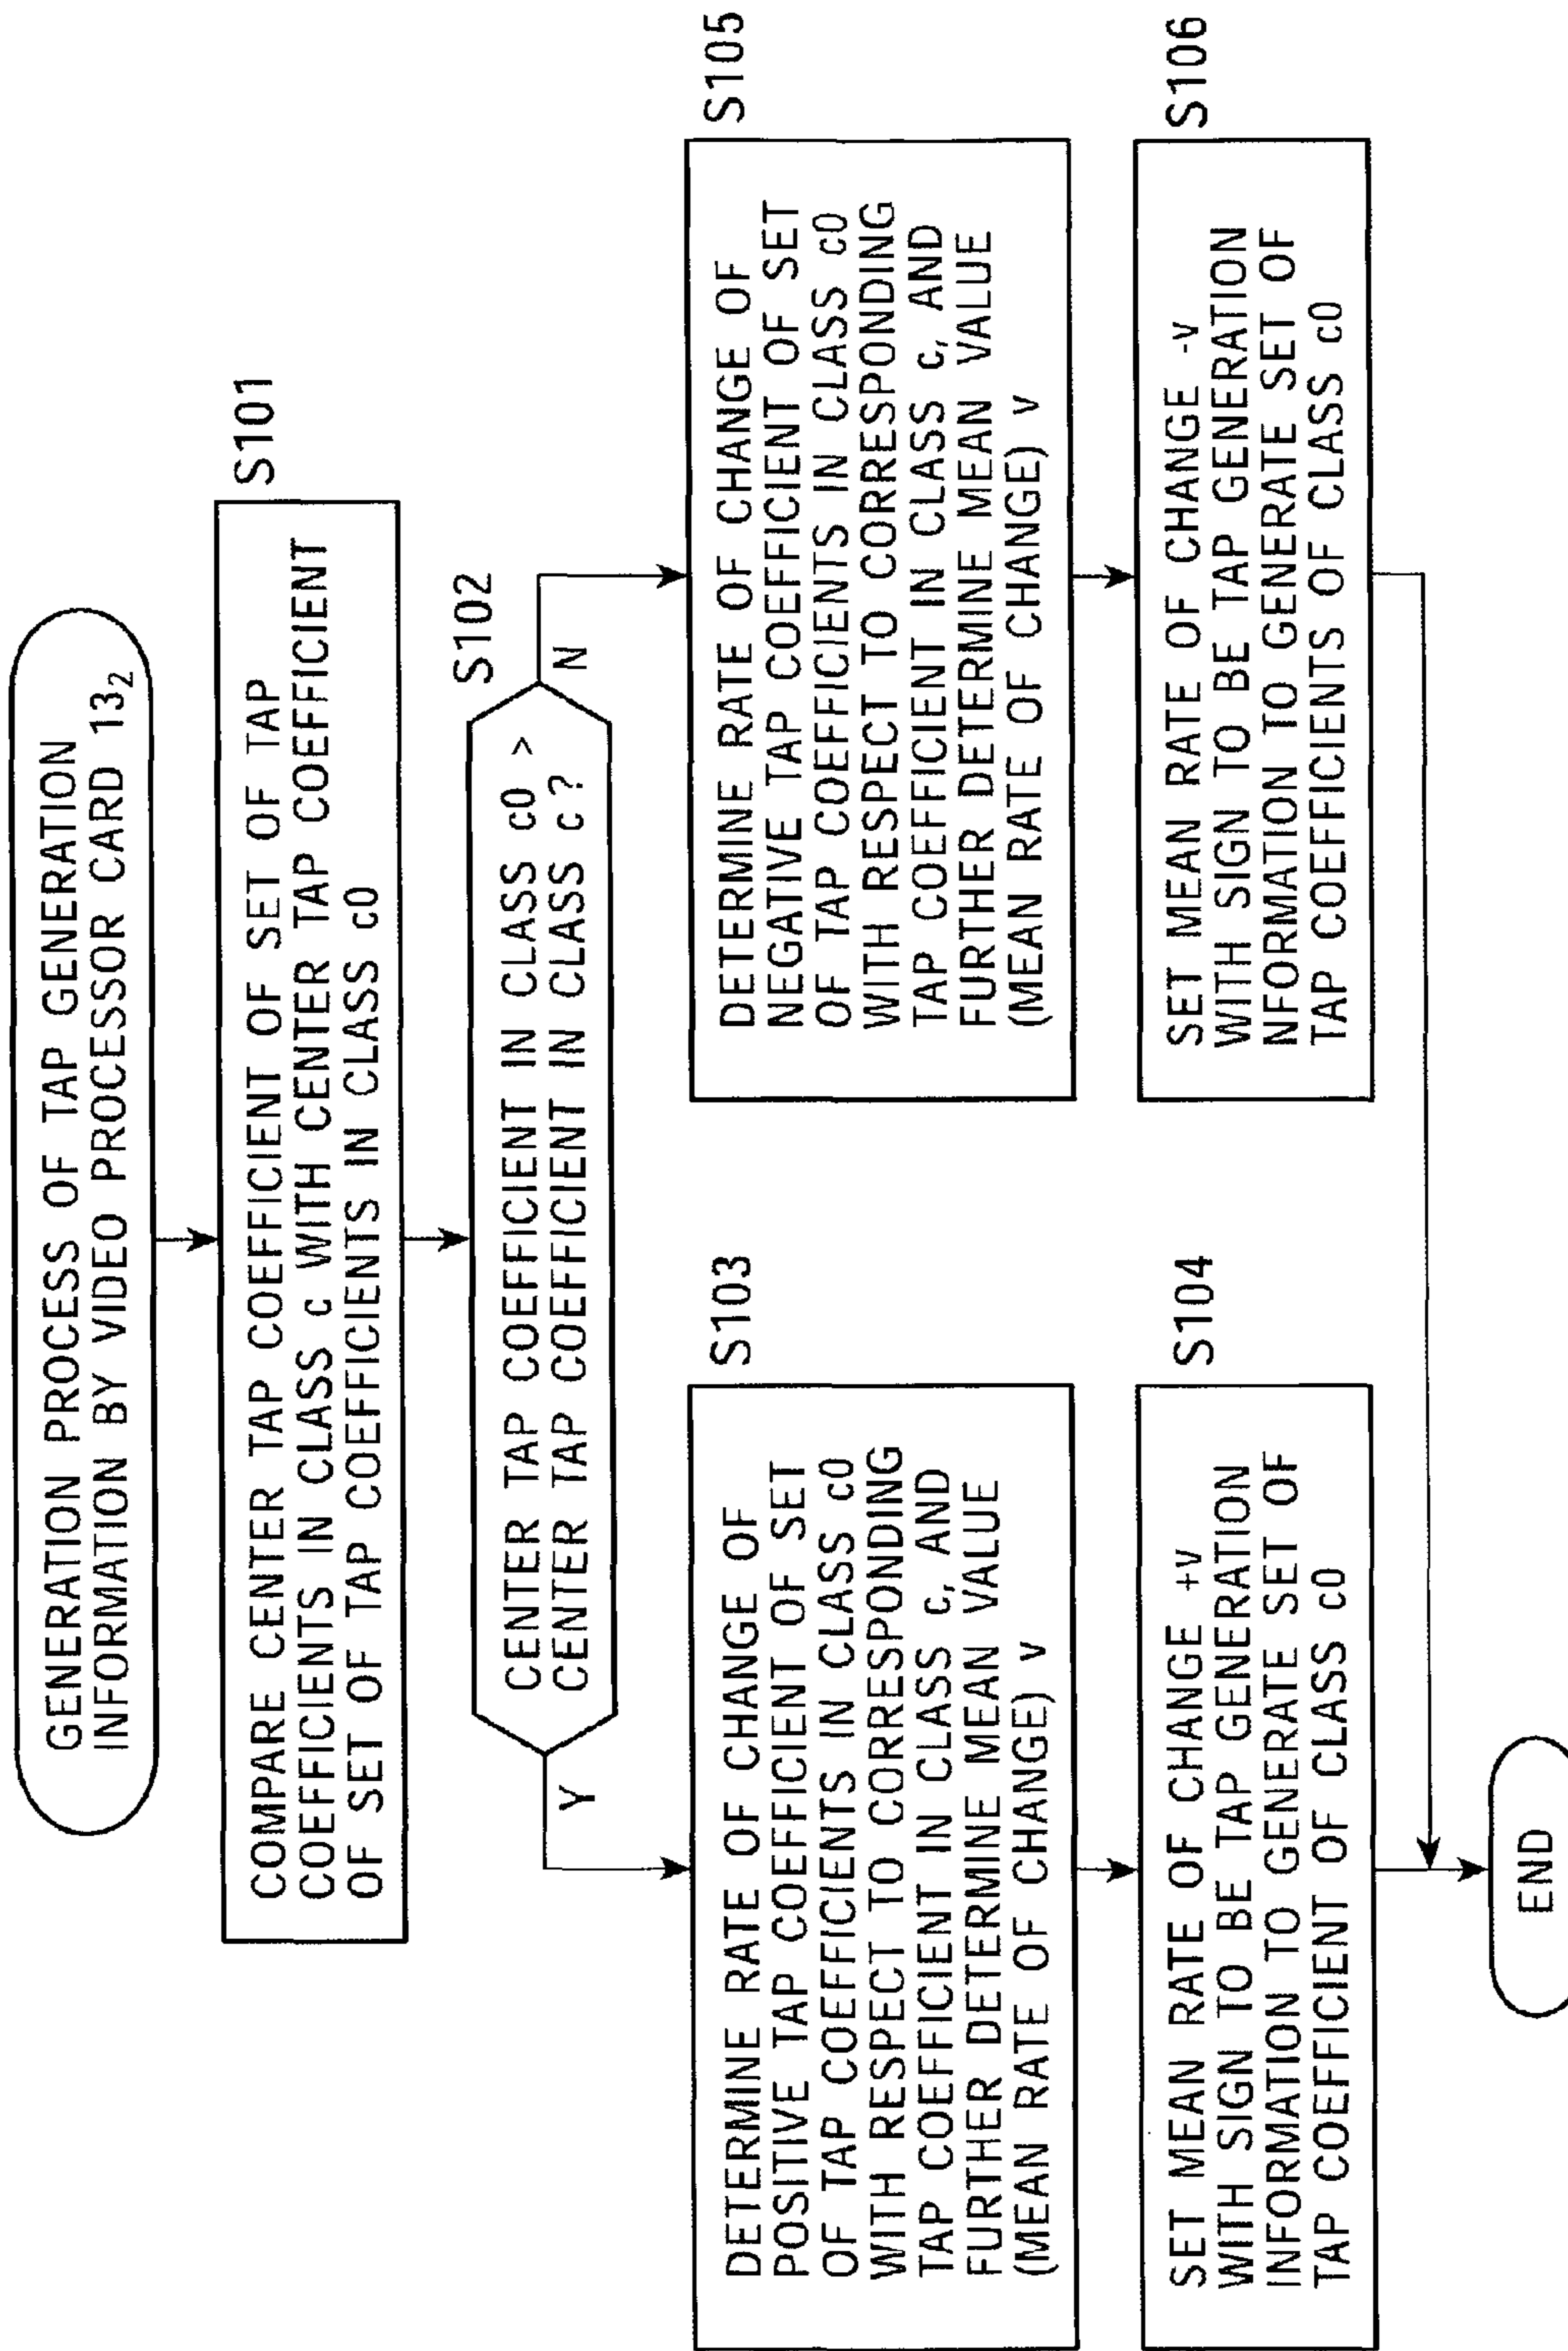 GENERATION PROCESS OF TAP GENERATION
INFORMATION BY VIDEO PROCESSOR CARD 13₂
S101
COMPARE CENTER TAP COEFFICIENT OF SET OF TAP
COEFFICIENTS IN CLASS c WITH CENTER TAP COEFFICIENT
OF SET OF TAP COEFFICIENTS IN CLASS c0
S102
CENTER TAP COEFFICIENT IN CLASS c0 >
CENTER TAP COEFFICIENT IN CLASS c ?
Y
N
S103
DETERMINE RATE OF CHANGE OF
POSITIVE TAP COEFFICIENT OF SET
OF TAP COEFFICIENTS IN CLASS c0
WITH RESPECT TO CORRESPONDING
TAP COEFFICIENT IN CLASS c, AND
FURTHER DETERMINE MEAN VALUE
(MEAN RATE OF CHANGE) v
S104
SET MEAN RATE OF CHANGE +v
WITH SIGN TO BE TAP GENERATION
INFORMATION TO GENERATE SET OF
TAP COEFFICIENT OF CLASS c0
S105
DETERMINE RATE OF CHANGE OF
NEGATIVE TAP COEFFICIENT OF SET
OF TAP COEFFICIENTS IN CLASS c0
WITH RESPECT TO CORRESPONDING
TAP COEFFICIENT IN CLASS c, AND
FURTHER DETERMINE MEAN VALUE
(MEAN RATE OF CHANGE) v
S106
SET MEAN RATE OF CHANGE -v
WITH SIGN TO BE TAP GENERATION
NFORMATION TO GENERATE SET OF
TAP COEFFICIENTS OF CLASS c0
END